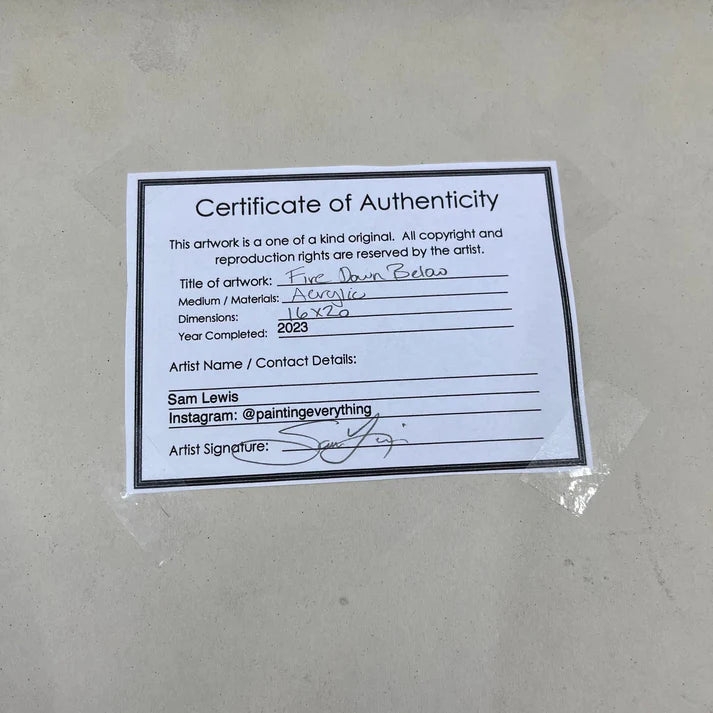 Certificate of Authenticity
This artwork is a one of a kind original. All copyright and
reproduction rights are reserved by the artist.
Title of artwork: Fire Down Below
Medium / Materials: Acrylic
Dimensions: 16x20
Year Completed: 2023
Artist Name / Contact Details:
Sam Lewis
Instagram: @paintingeverything
Artist Signature: Sam